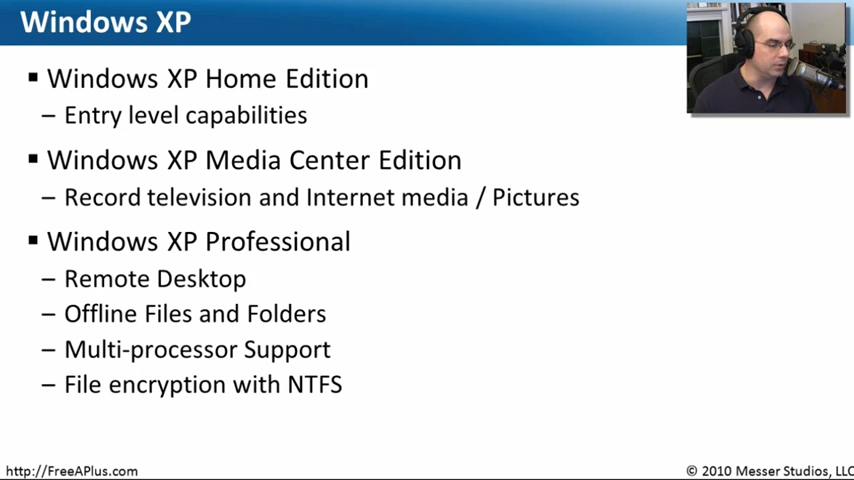 Windows XP
▪ Windows XP Home Edition
– Entry level capabilities
▪ Windows XP Media Center Edition
– Record television and Internet media / Pictures
▪ Windows XP Professional
– Remote Desktop
– Offline Files and Folders
– Multi-processor Support
– File encryption with NTFS
http://FreeAPlus.com
© 2010 Messer Studios, LLC